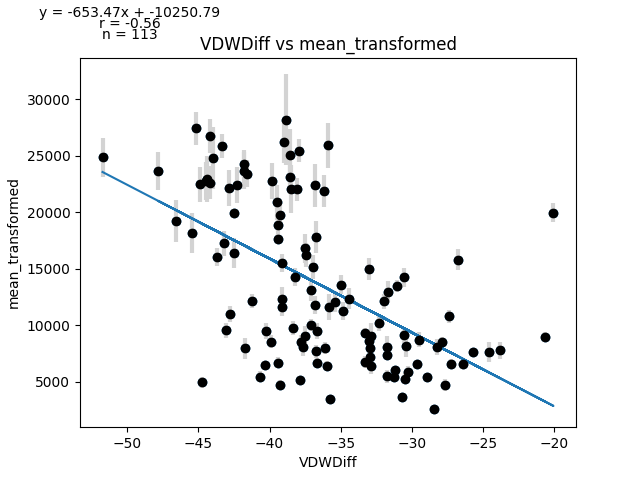 y = -653.47x + -10250.79
r = -0.56
n = 113
VDWDiff vs mean_transformed
30000
25000
20000
15000
10000
5000
mean_transformed
−50
−45
−40
−35
−30
−25
−20
VDWDiff